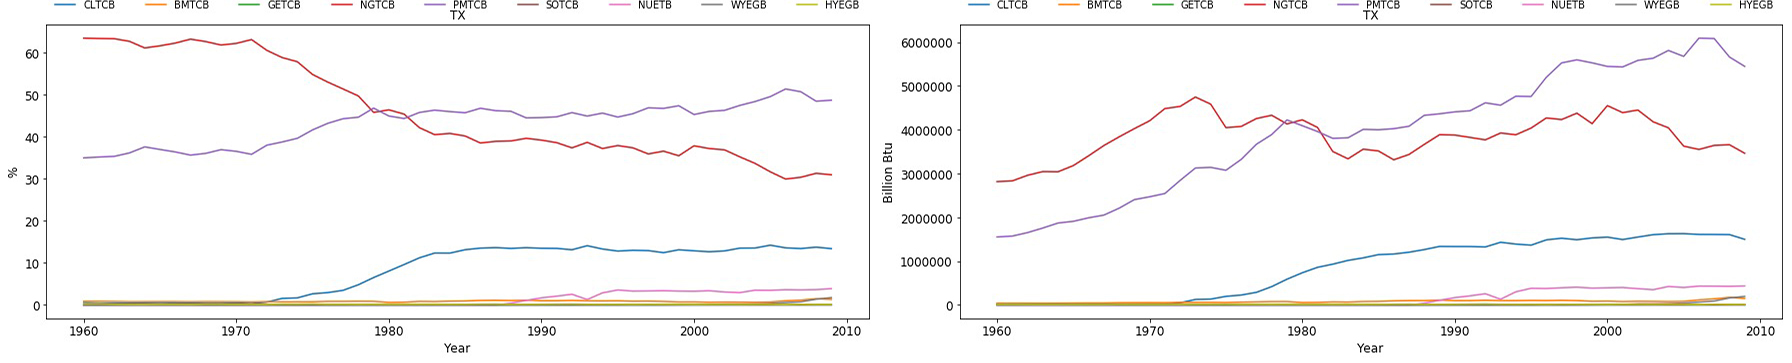 CLTCB BMTCB GETCB NGTCB PMTCB SOTCB NUETB WYEGB HYEGB
TX
60
50
40
30
20
10
0
%
1960 1970 1980 1990 2000 2010
Year
CLTCB BMTCB GETCB NGTCB PMTCB SOTCB NUETB WYEGB HYEGB
TX
6000000
5000000
4000000
3000000
2000000
1000000
0
Billion Btu
1960 1970 1980 1990 2000 2010
Year